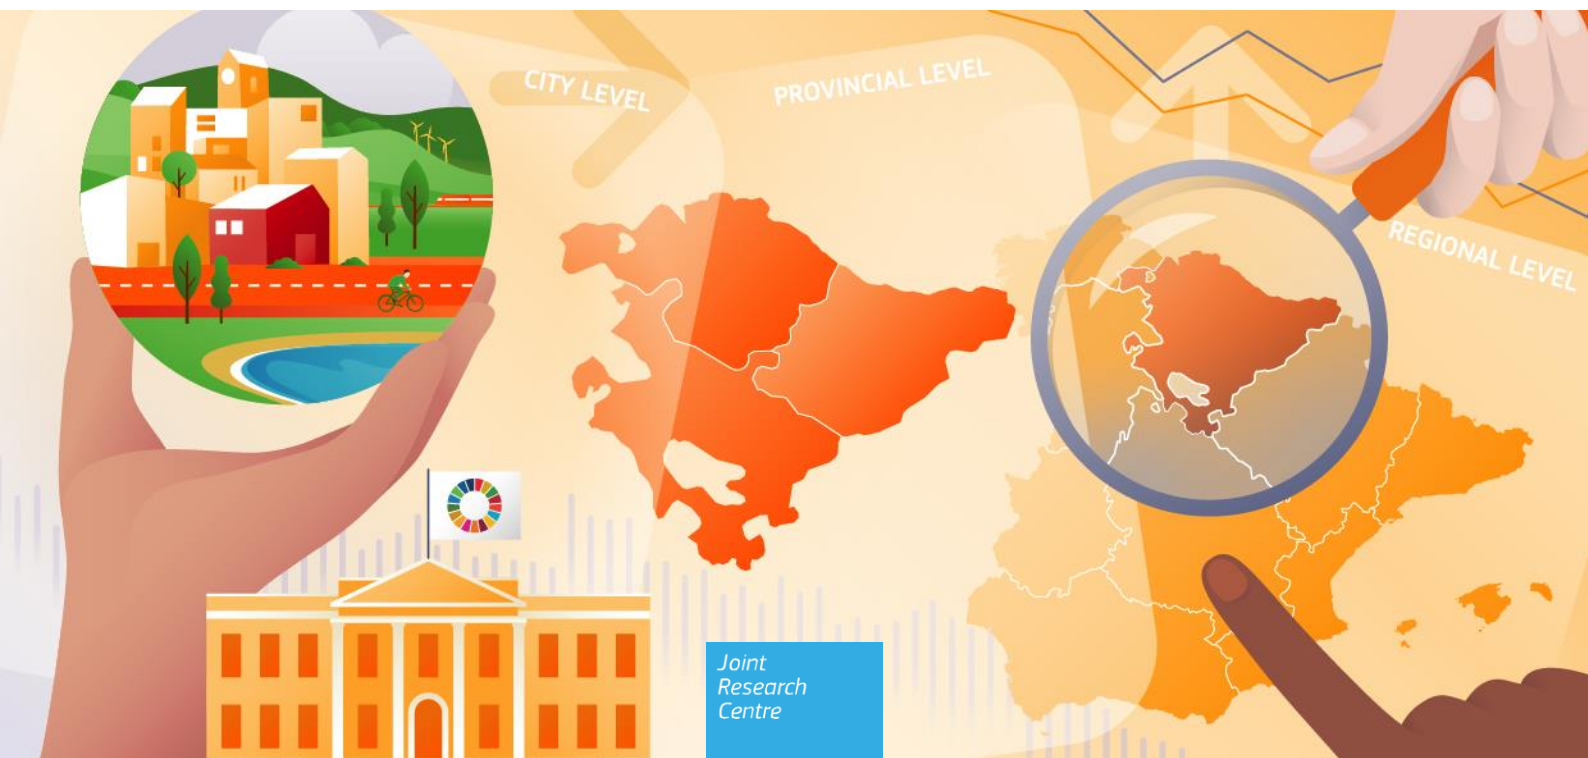 CITY LEVEL
PROVINCIAL LEVEL
REGIONAL LEVEL
Joint
Research
Centre